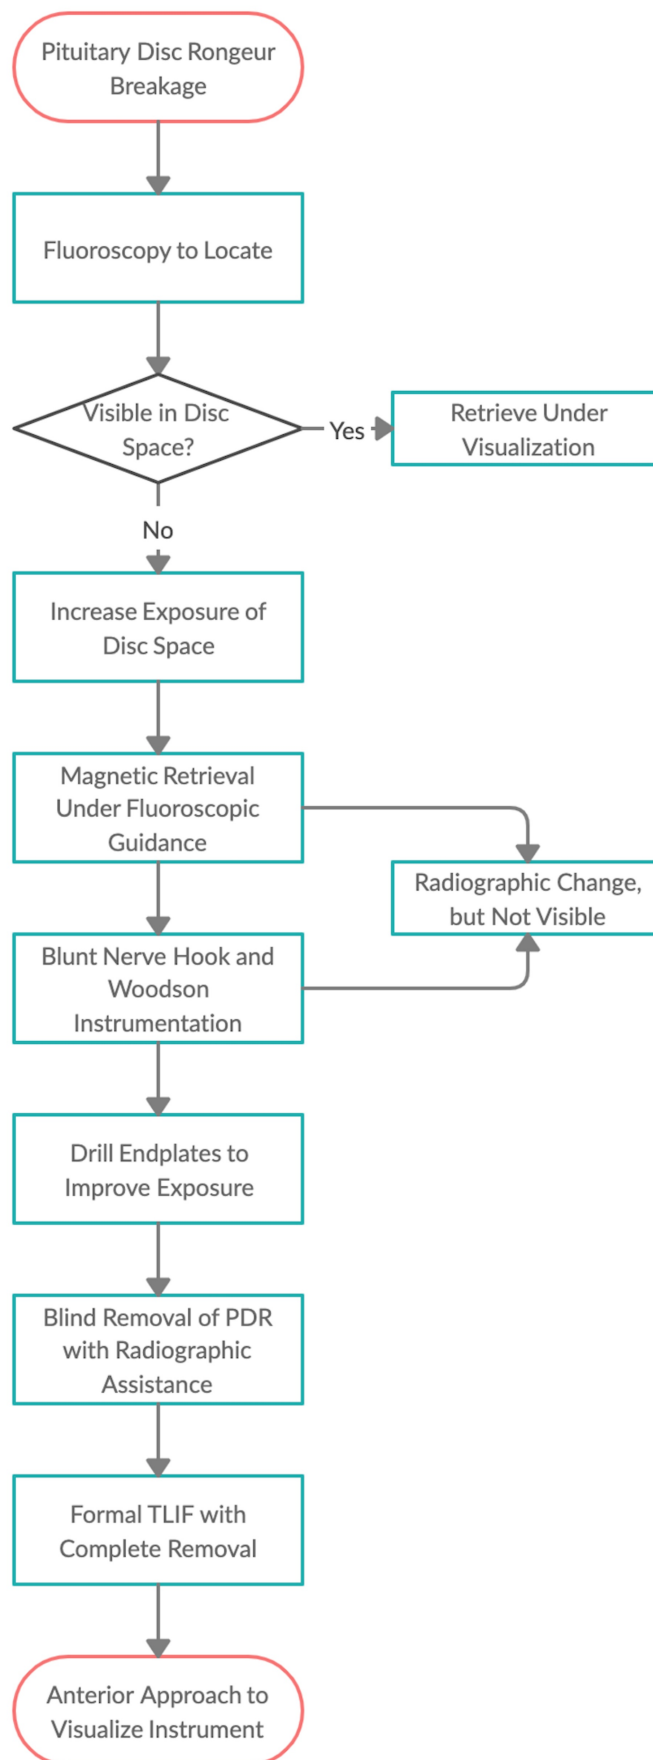 Pituitary Disc Rongeur
Breakage
Fluoroscopy to Locate
Visible in Disc
Space?
Yes
Retrieve Under
Visualization
No
Increase Exposure of
Disc Space
Magnetic Retrieval
Under Fluoroscopic
Guidance
Radiographic Change,
but Not Visible
Blunt Nerve Hook and
Woodson
Instrumentation
Drill Endplates to
Improve Exposure
Blind Removal of PDR
with Radiographic
Assistance
Formal TLIF with
Complete Removal
Anterior Approach to
Visualize Instrument